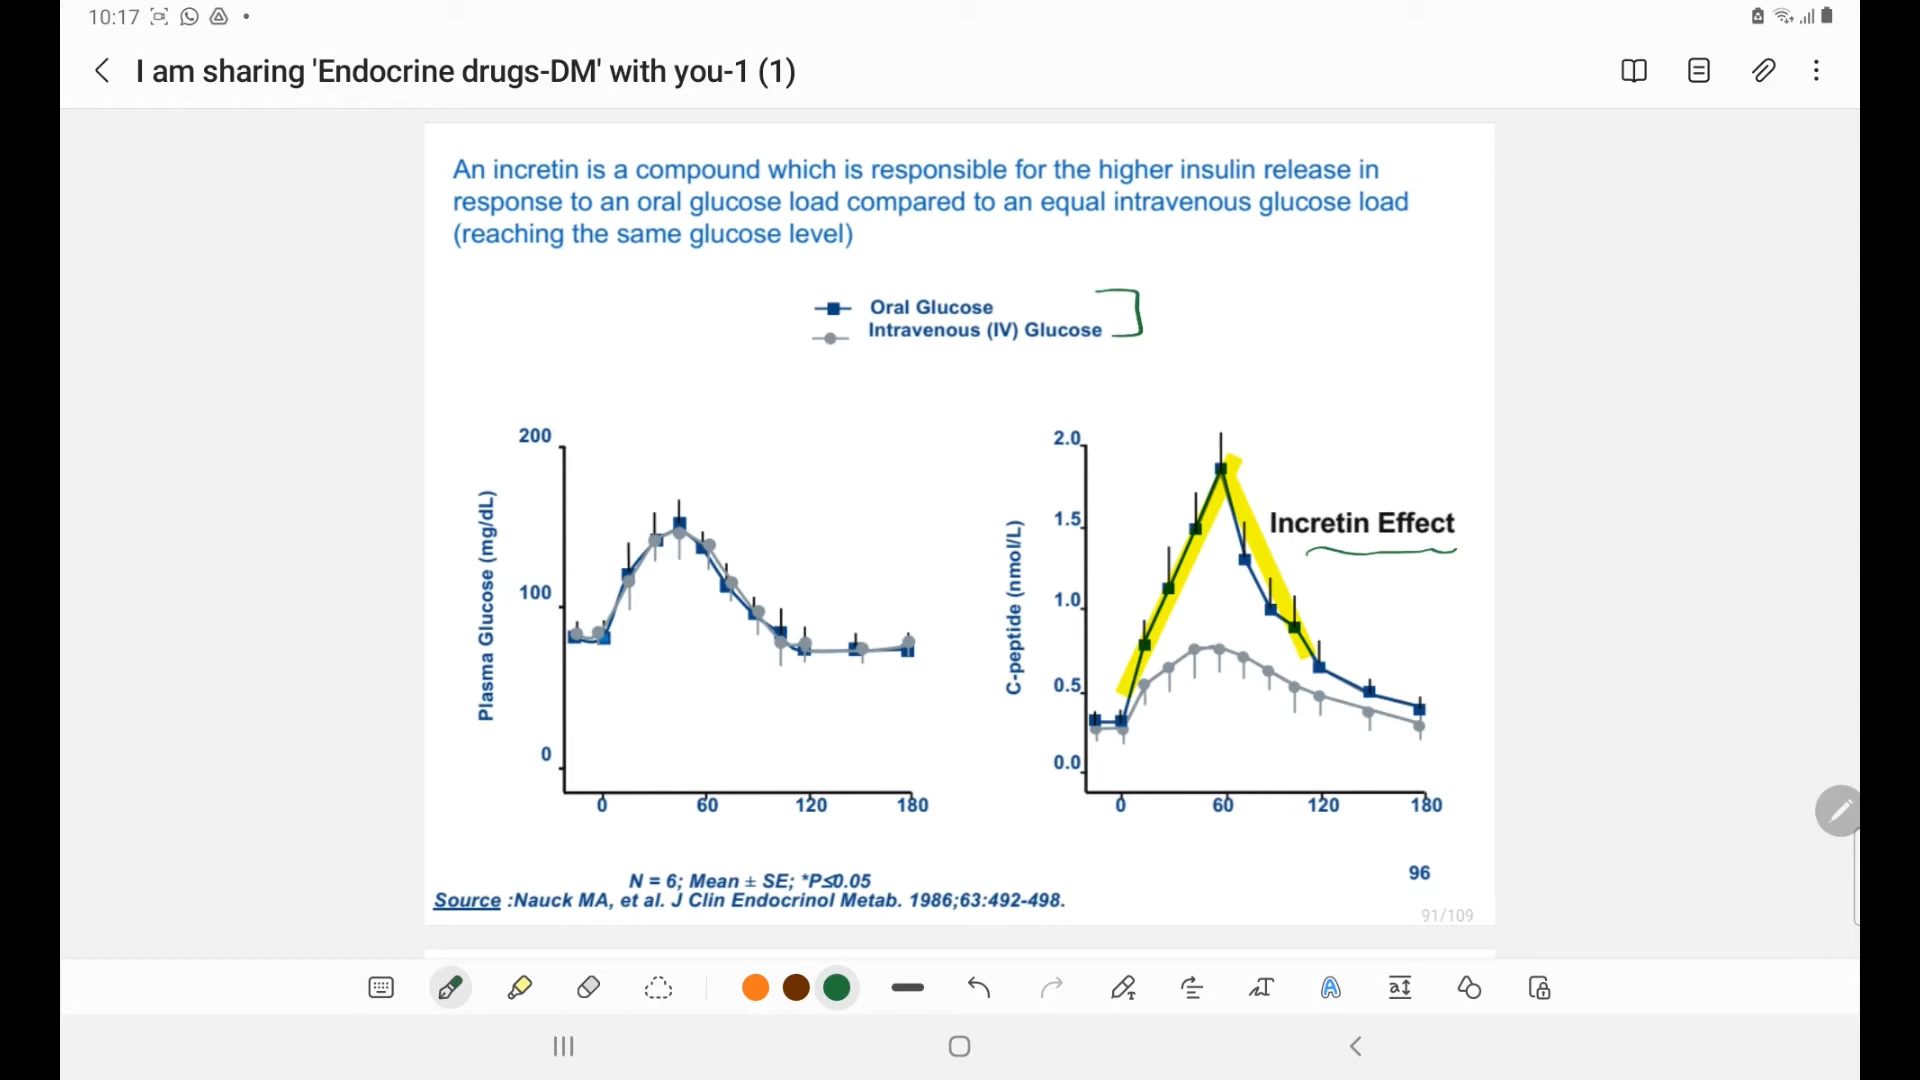 10:17
I am sharing 'Endocrine drugs-DM' with you-1 (1)
An incretin is a compound which is responsible for the higher insulin release in
response to an oral glucose load compared to an equal intravenous glucose load
(reaching the same glucose level)
Oral Glucose
Intravenous (IV) Glucose
Plasma Glucose (mg/dL)
200
100
0
0 60 120 180
C-peptide (nmol/L)
2.0
1.5
1.0
0.5
0.0
0 60 120 180
Incretin Effect
N = 6; Mean ± SE; *P≤0.05
96
Source :Nauck MA, et al. J Clin Endocrinol Metab. 1986;63:492-498.
91/109